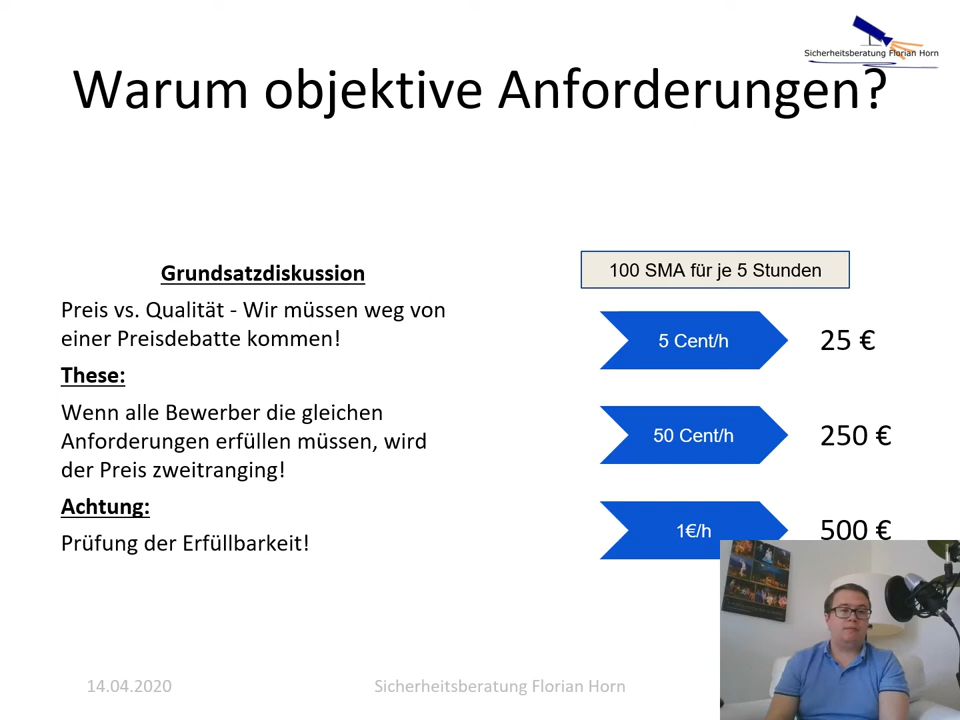 Sicherheitsberatung Florian Horn
Warum objektive Anforderungen?
Grundsatzdiskussion
Preis vs. Qualität - Wir müssen weg von
einer Preisdebatte kommen!
These:
Wenn alle Bewerber die gleichen
Anforderungen erfüllen müssen, wird
der Preis zweitranging!
Achtung:
Prüfung der Erfüllbarkeit!
100 SMA für je 5 Stunden
5 Cent/h
25 €
50 Cent/h
250 €
1€/h
500 €
14.04.2020
Sicherheitsberatung Florian Horn